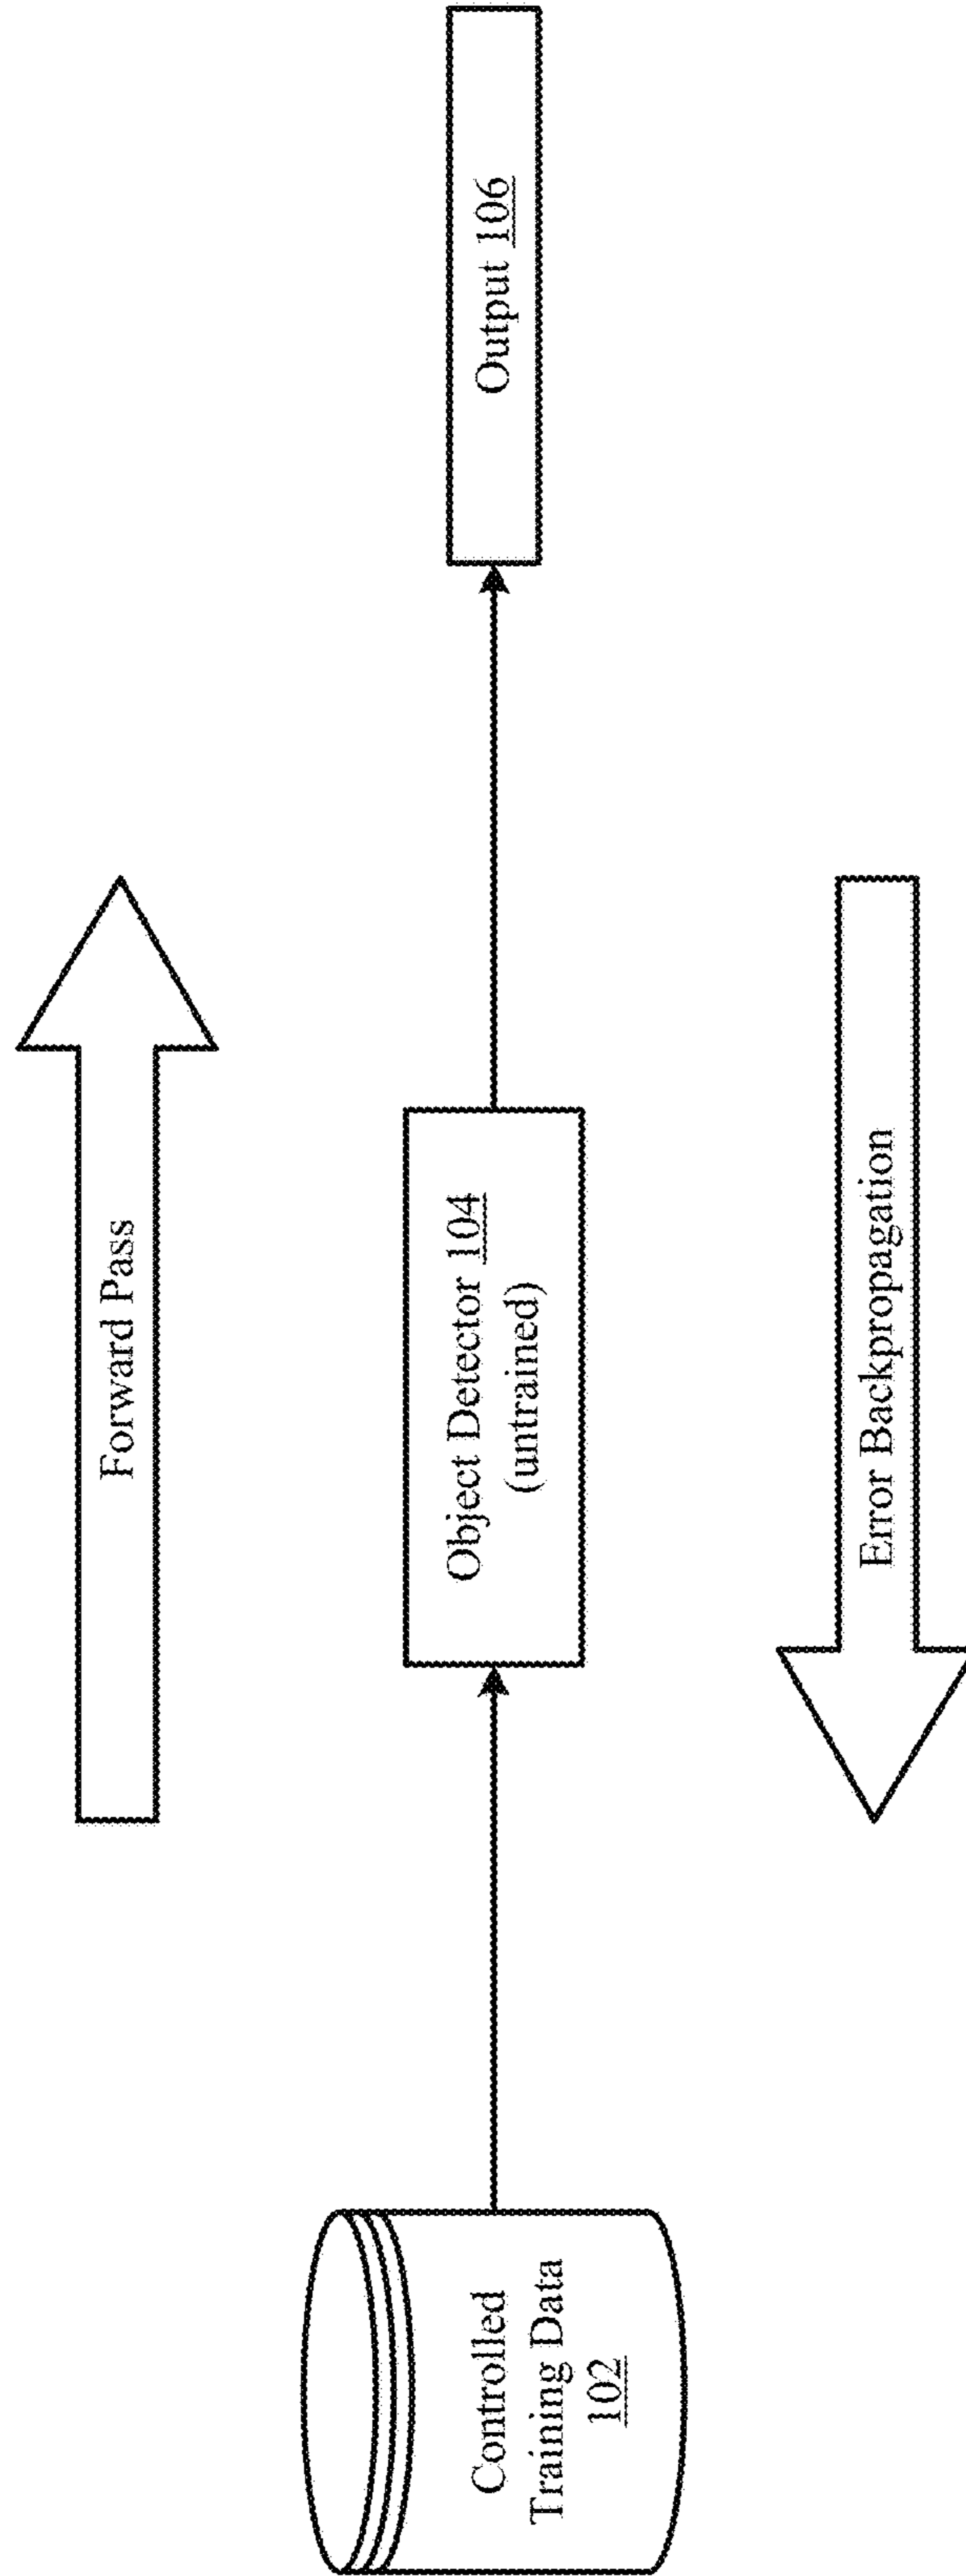 Forward Pass
Controlled
Training Data
102
Object Detector 104
(untrained)
Output 106
Error Backpropagation